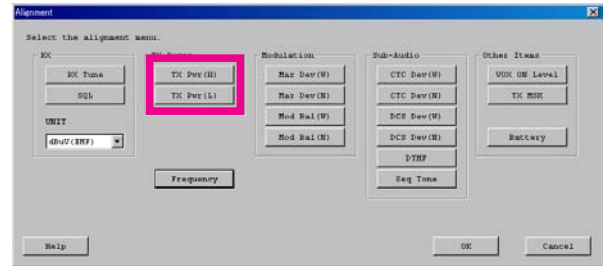 Alignment
Select the alignment menu.
RX
RX Tune
SQL
UNIT
dBuV(EMF)
TX Power
TX Pwr(H)
TX Pwr(L)
Frequency
Modulation
Max Dev(W)
Max Dev(N)
Mod Bal(W)
Mod Bal(N)
Sub-Audio
CTC Dev(W)
CTC Dev(N)
DCS Dev(W)
DCS Dev(N)
DTMF
Seq Tone
Other Items
VOX ON Level
TX MSK
Battery
Help
OK
Cancel